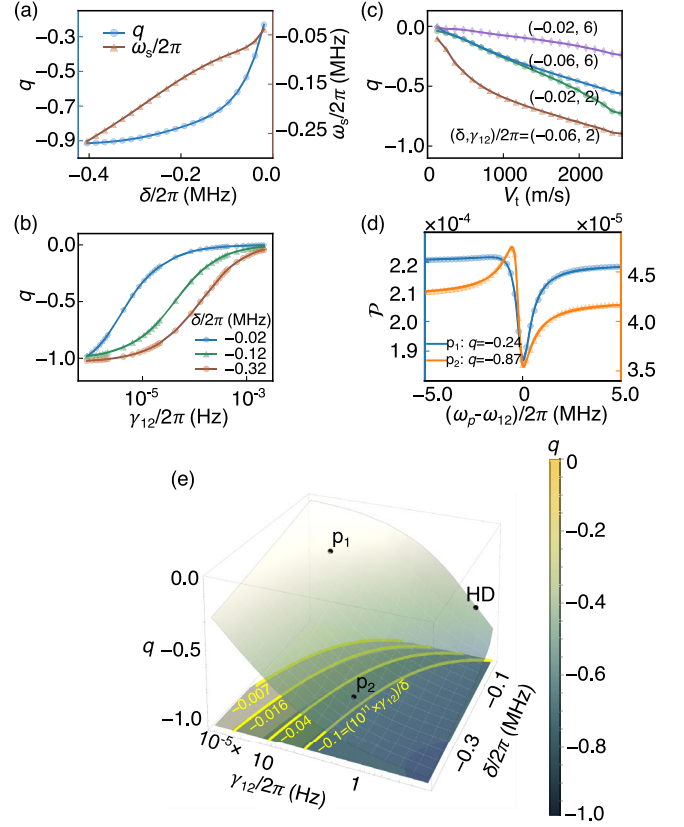 (a)
q
ω_s/2π
−0.3
−0.5
−0.7
−0.9
q
−0.05
−0.15
−0.25
ω_s/2π (MHz)
−0.4
−0.2
0.0
δ/2π (MHz)
(c)
0.0
−0.5
−1.0
q
(−0.02, 6)
(−0.06, 6)
(−0.02, 2)
(δ,γ₁₂)/2π=(−0.06, 2)
0
1000
2000
V_t (m/s)
(b)
0.0
−0.5
−1.0
q
δ/2π (MHz)
−0.02
−0.12
−0.32
10⁻⁵
10⁻³
γ₁₂/2π (Hz)
(d)
×10⁻⁴
×10⁻⁵
2.2
2.1
2.0
1.9
𝒫
4.5
4.0
3.5
p₁: q=−0.24
p₂: q=−0.87
−5.0
0
5.0
(ω_p−ω₁₂)/2π (MHz)
(e)
q
0
−0.2
−0.4
−0.6
−0.8
−1.0
p₁
HD
p₂
0.0
−0.5
−1.0
q
−0.007
−0.016
−0.04
−0.1=(10¹¹×γ₁₂)/δ
10⁻⁵×
10
1
γ₁₂/2π (Hz)
−0.1
−0.3
δ/2π (MHz)